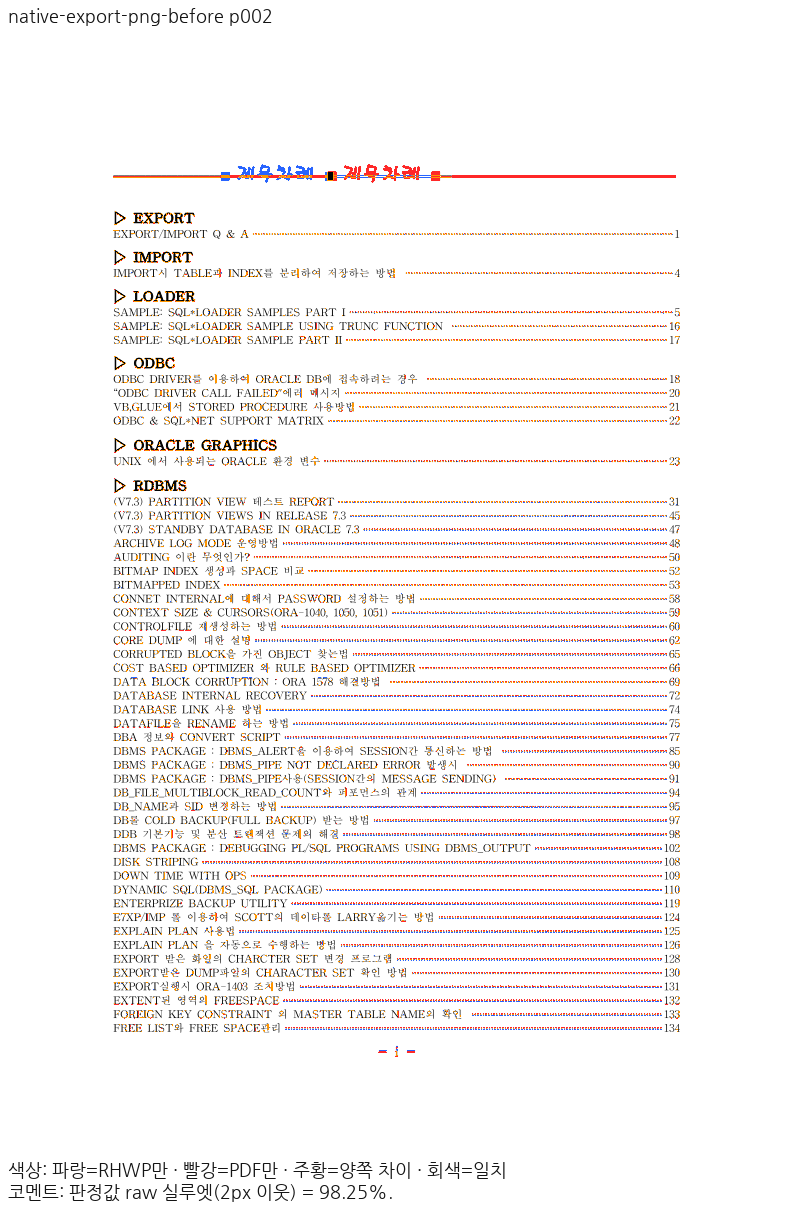 native-export-png-before p002
제목차례 제목차례
▷ EXPORT
EXPORT/IMPORT Q & A 1
▷ IMPORT
IMPORT시 TABLE과 INDEX를 분리하여 저장하는 방법 4
▷ LOADER
SAMPLE: SQL*LOADER SAMPLES PART I 5
SAMPLE: SQL*LOADER SAMPLE USING TRUNC FUNCTION 16
SAMPLE: SQL*LOADER SAMPLE PART II 17
▷ ODBC
ODBC DRIVER를 이용하여 ORACLE DB에 접속하려는 경우 18
“ODBC DRIVER CALL FAILED”에러 메시지 20
VB,GLUE에서 STORED PROCEDURE 사용방법 21
ODBC & SQL*NET SUPPORT MATRIX 22
▷ ORACLE GRAPHICS
UNIX 에서 사용되는 ORACLE 환경 변수 23
▷ RDBMS
(V7.3) PARTITION VIEW 테스트 REPORT 31
(V7.3) PARTITION VIEWS IN RELEASE 7.3 45
(V7.3) STANDBY DATABASE IN ORACLE 7.3 47
ARCHIVE LOG MODE 운영방법 48
AUDITING 이란 무엇인가? 50
BITMAP INDEX 생성과 SPACE 비교 52
BITMAPPED INDEX 53
CONNET INTERNAL에 대해서 PASSWORD 설정하는 방법 58
CONTEXT SIZE & CURSORS(ORA-1040, 1050, 1051) 59
CONTROLFILE 재생성하는 방법 60
CORE DUMP 에 대한 설명 62
CORRUPTED BLOCK을 가진 OBJECT 찾는법 65
COST BASED OPTIMIZER 와 RULE BASED OPTIMIZER 66
DATA BLOCK CORRUPTION : ORA 1578 해결방법 69
DATABASE INTERNAL RECOVERY 72
DATABASE LINK 사용 방법 74
DATAFILE을 RENAME 하는 방법 75
DBA 정보와 CONVERT SCRIPT 77
DBMS PACKAGE : DBMS_ALERT을 이용하여 SESSION간 통신하는 방법 85
DBMS PACKAGE : DBMS_PIPE NOT DECLARED ERROR 발생시 90
DBMS PACKAGE : DBMS_PIPE사용(SESSION간의 MESSAGE SENDING) 91
DB_FILE_MULTIBLOCK_READ_COUNT와 퍼포먼스의 관계 94
DB_NAME과 SID 변경하는 방법 95
DB를 COLD BACKUP(FULL BACKUP) 받는 방법 97
DDB 기본기능 및 분산 트랜잭션 문제의 해결 98
DBMS PACKAGE : DEBUGGING PL/SQL PROGRAMS USING DBMS_OUTPUT 102
DISK STRIPING 108
DOWN TIME WITH OPS 109
DYNAMIC SQL(DBMS_SQL PACKAGE) 110
ENTERPRIZE BACKUP UTILITY 119
E7XP/IMP 를 이용하여 SCOTT의 데이타를 LARRY옮기는 방법 124
EXPLAIN PLAN 사용법 125
EXPLAIN PLAN 을 자동으로 수행하는 병법 126
EXPORT 받은 화일의 CHARCTER SET 변경 프로그램 128
EXPORT받은 DUMP파일의 CHARACTER SET 확인 방법 130
EXPORT실행시 ORA-1403 조치방법 131
EXTENT된 영역의 FREESPACE 132
FOREIGN KEY CONSTRAINT 의 MASTER TABLE NAME의 확인 133
FREE LIST와 FREE SPACE관리 134
- i -
색상: 파랑=RHWP만 · 빨강=PDF만 · 주황=양쪽 차이 · 회색=일치
코멘트: 판정값 raw 실루엣(2px 이웃) = 98.25%.